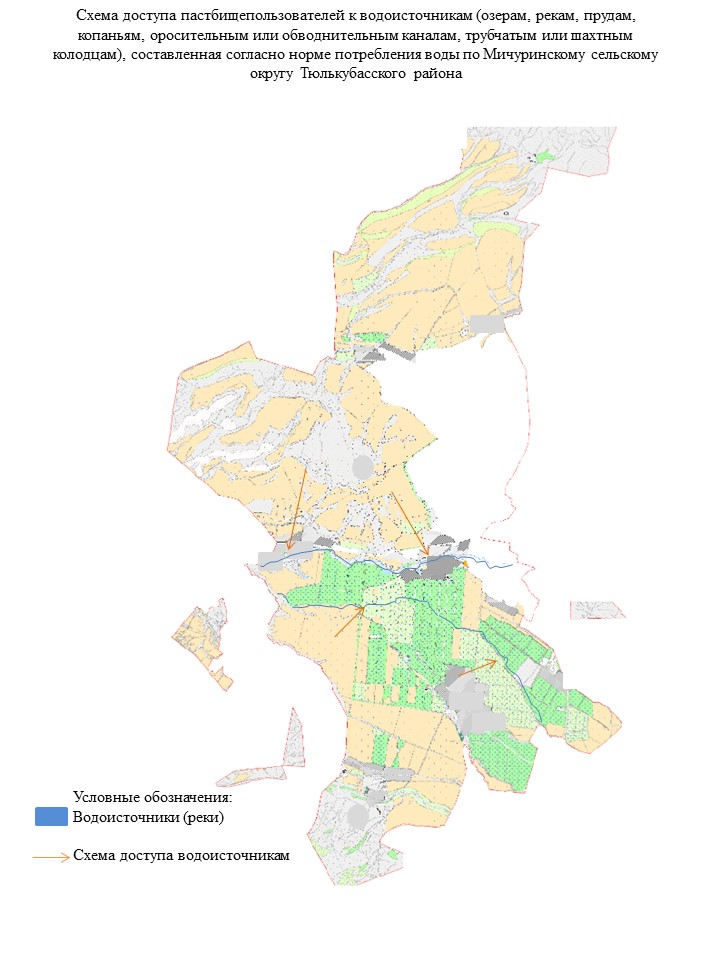 Схема доступа пастбищепользователей к водоисточникам (озерам, рекам, прудам,
копаньям, оросительным или обводнительным каналам, трубчатым или шахтным
колодцам), составленная согласно норме потребления воды по Мичуринскому сельскому
округу Тюлькубасского района
Условные обозначения:
Водоисточники (реки)
Схема доступа водоисточникам